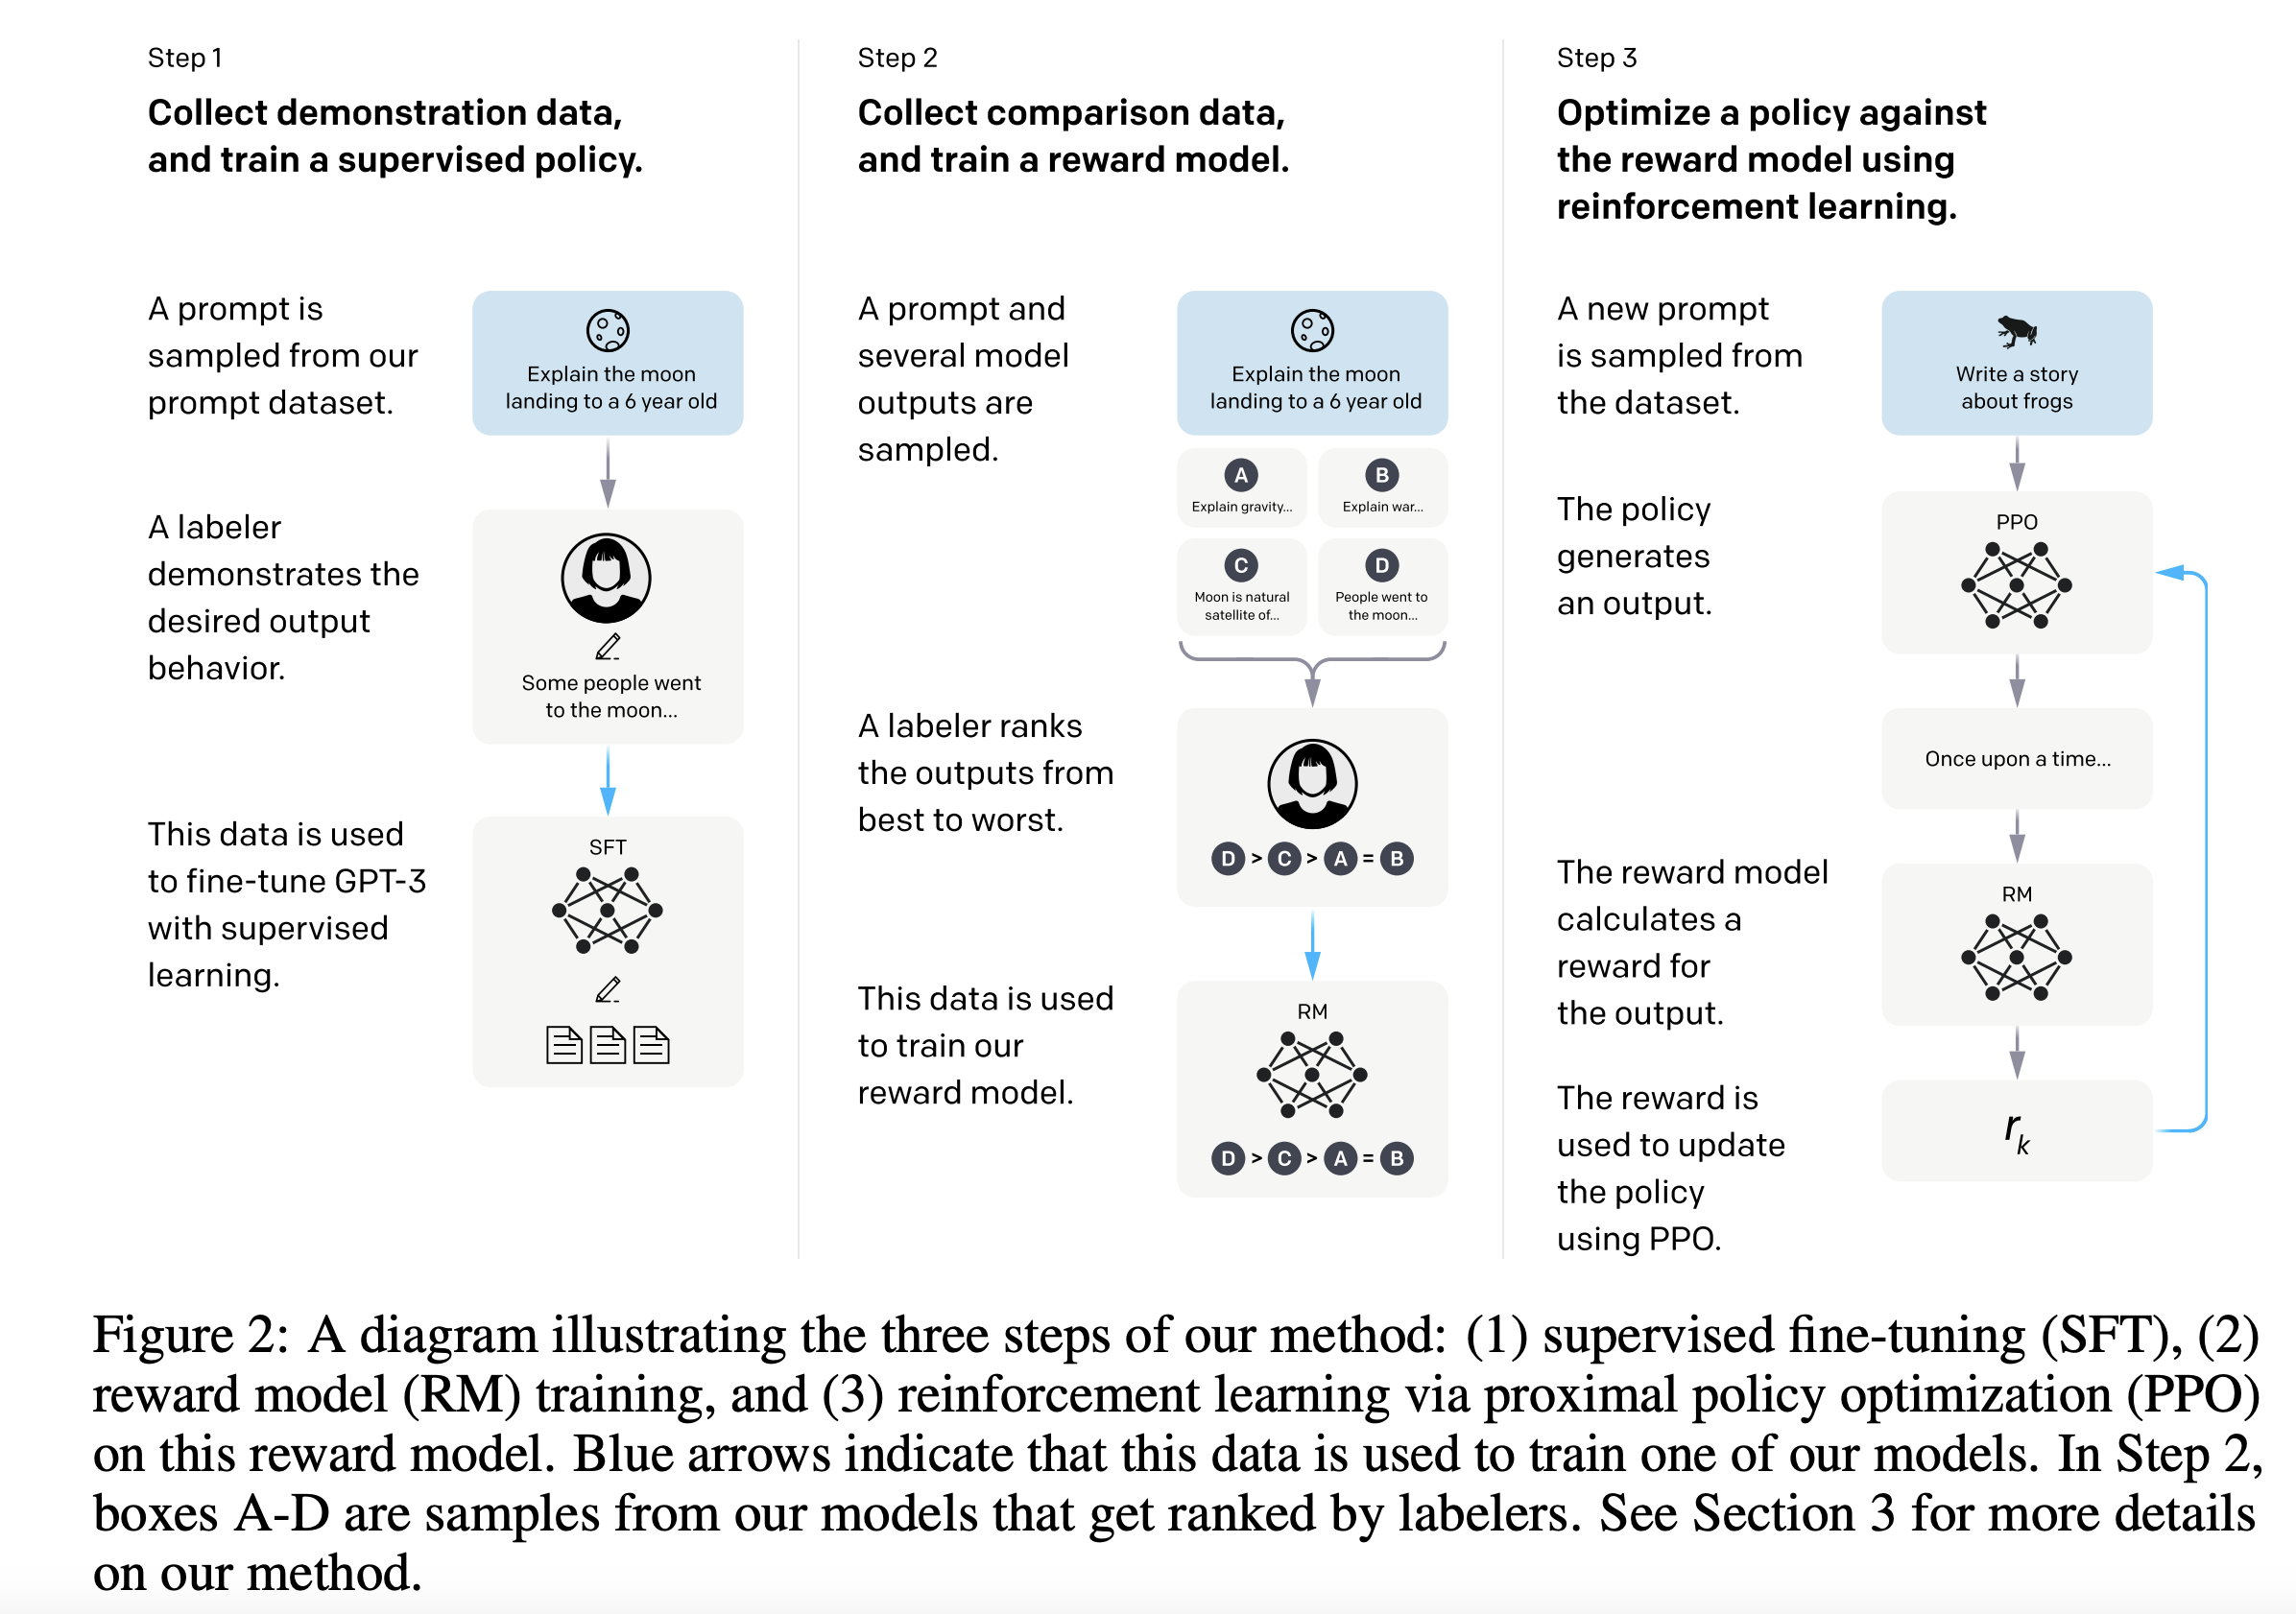 Step 1
Collect demonstration data,
and train a supervised policy.
A prompt is
sampled from our
prompt dataset.
Explain the moon
landing to a 6 year old
A labeler
demonstrates the
desired output
behavior.
Some people went
to the moon...
This data is used
to fine-tune GPT-3
with supervised
learning.
SFT
Step 2
Collect comparison data,
and train a reward model.
A prompt and
several model
outputs are
sampled.
Explain the moon
landing to a 6 year old
A
Explain gravity...
B
Explain war...
C
Moon is natural
satellite of...
D
People went to
the moon...
A labeler ranks
the outputs from
best to worst.
D > C > A = B
This data is used
to train our
reward model.
RM
D > C > A = B
Step 3
Optimize a policy against
the reward model using
reinforcement learning.
A new prompt
is sampled from
the dataset.
Write a story
about frogs
The policy
generates
an output.
PPO
Once upon a time...
The reward model
calculates a
reward for
the output.
RM
The reward is
used to update
the policy
using PPO.
rk
Figure 2: A diagram illustrating the three steps of our method: (1) supervised fine-tuning (SFT), (2)
reward model (RM) training, and (3) reinforcement learning via proximal policy optimization (PPO)
on this reward model. Blue arrows indicate that this data is used to train one of our models. In Step 2,
boxes A-D are samples from our models that get ranked by labelers. See Section 3 for more details
on our method.